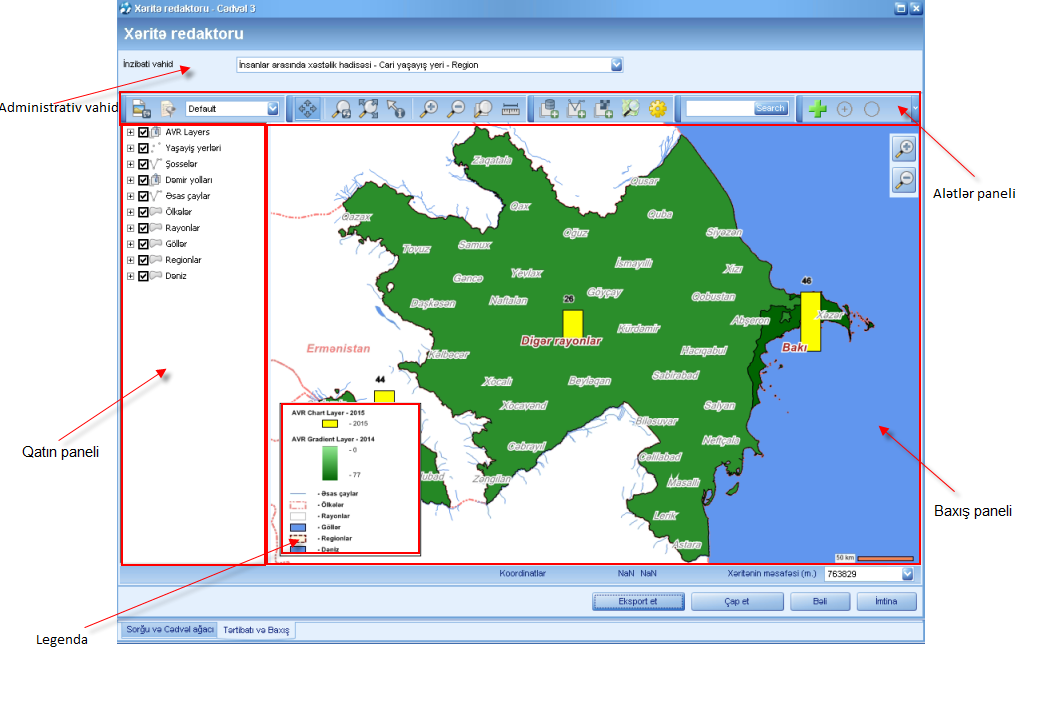 Xəritə redaktoru - Cədvəl 3
Xəritə redaktoru
İnzibati vahid
İnsanlar arasında xəstəlik hadisəsi - Cari yaşayış yeri - Region
Administrativ vahid
Default
Search
AVR Layers
Yaşayiş yerləri
Şosselər
Dəmir yolları
Əsas çaylar
Ölkələr
Rayonlar
Göllər
Regionlar
Dəniz
Alətlər paneli
Zaqatala
Qusar
Qax
Quba
Qazax
Oğuz
Siyəzən
Tovuz
Samux
İsmayıllı
Xızı
Gəncə
Yevlax
46
Göyçay
Qobustan
Daşkəsən
Naftalan
26
Xəzər
Abşeron
Kürdəmir
Digər rayonlar
Bakı
Ermənistan
Hacıqabul
Kəlbəcər
44
Xocalı
Beyləqan
Sabirabad
Xocavənd
Salyan
Biləsuvar
Neftçala
Cəbrayıl
Cəlilabad
Zəngilan
lubad
Masallı
Lerik
Astara
AVR Chart Layer - 2015
- 2015
AVR Gradient Layer - 2014
- 0
- 77
- Əsas çaylar
- Ölkələr
- Rayonlar
- Göllər
- Regionlar
- Dəniz
Qatın paneli
Baxış paneli
50 km
Koordinatlar
NaN NaN
Xəritənin məsafəsi (m.)
763829
Eksport et
Çap et
Bəli
İmtina
Sorğu və Cədvəl ağacı
Tərtibatı və Baxış
Legenda